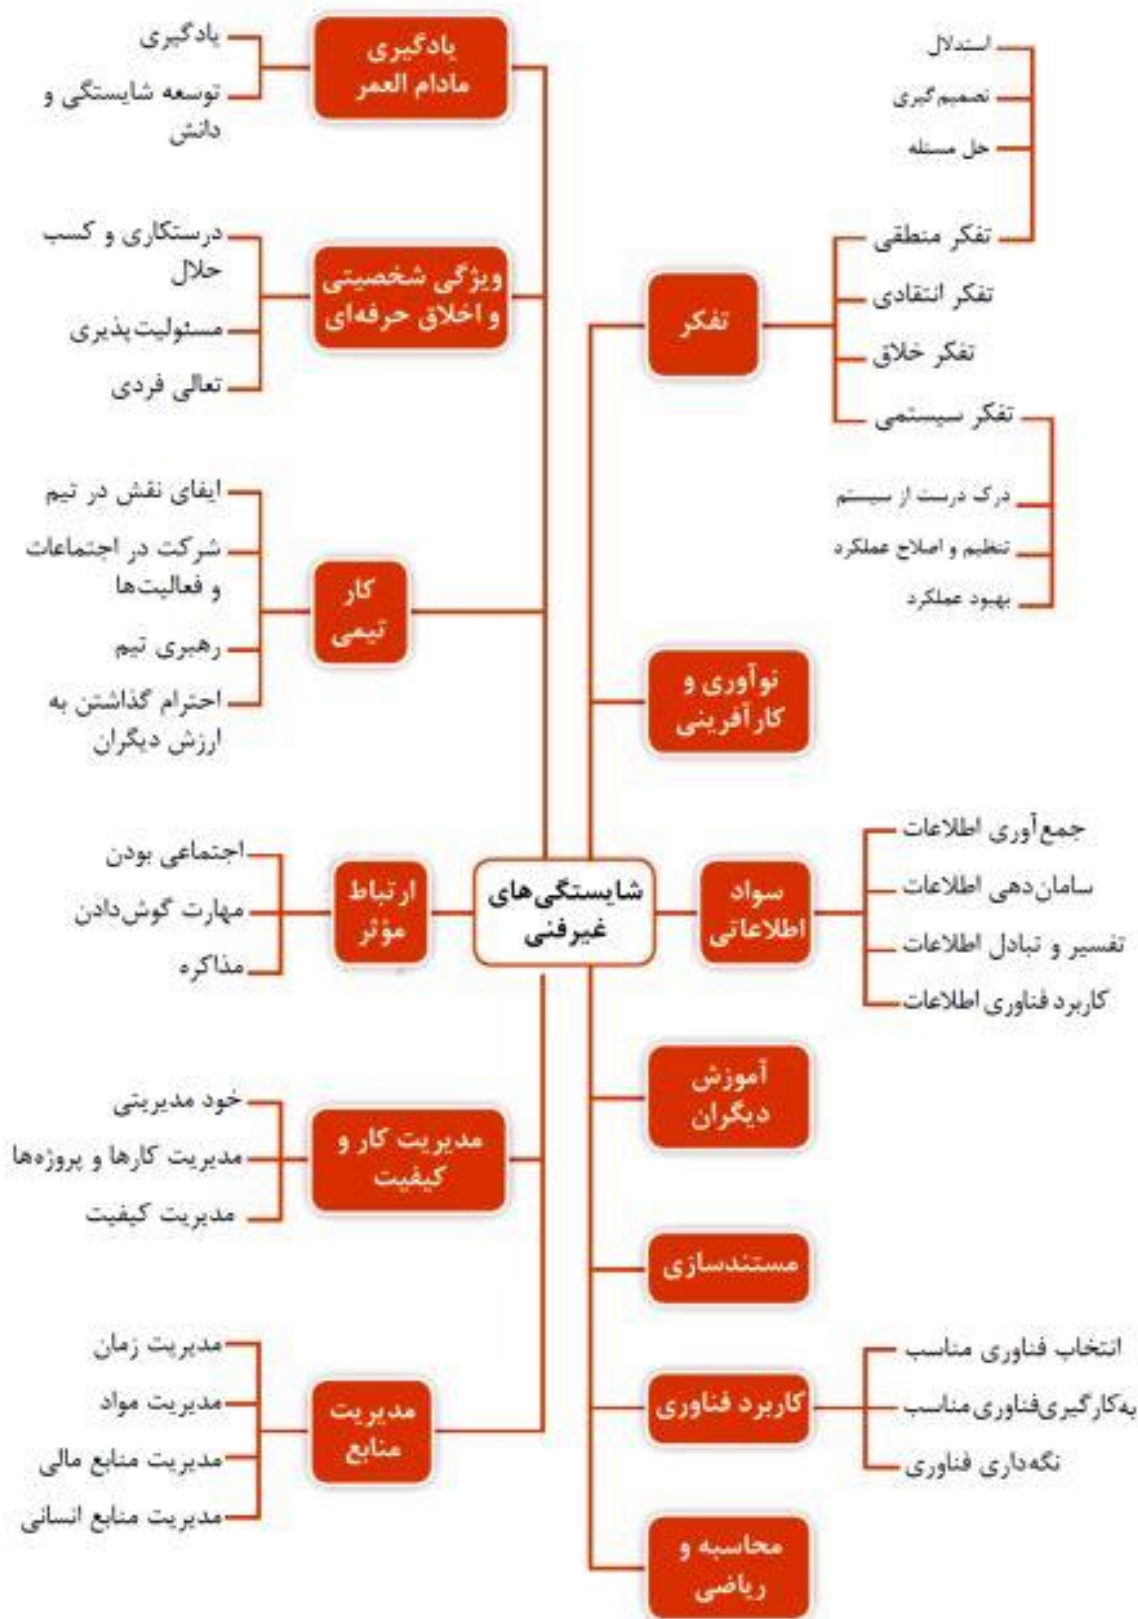 شایستگی‌های
غیرفنی
تفکر
استدلال
تصمیم‌گیری
حل مسئله
تفکر منطقی
تفکر انتقادی
تفکر خلاق
تفکر سیستمی
درک درست از سیستم
تنظیم و اصلاح عملکرد
بهبود عملکرد
نوآوری و
کارآفرینی
سواد
اطلاعاتی
جمع‌آوری اطلاعات
سامان‌دهی اطلاعات
تفسیر و تبادل اطلاعات
کاربرد فناوری اطلاعات
آموزش
دیگران
مستندسازی
کاربرد فناوری
انتخاب فناوری مناسب
به‌کارگیری‌فناوری‌مناسب
نگه‌داری فناوری
محاسبه و
ریاضی
یادگیری
مادام العمر
یادگیری
توسعه شایستگی و
دانش
ویژگی شخصیتی
و اخلاق حرفه‌ای
درستکاری و کسب
حلال
مسئولیت‌پذیری
تعالی فردی
کار
تیمی
ایفای نقش در تیم
شرکت در اجتماعات
و فعالیت‌ها
رهبری تیم
احترام گذاشتن به
ارزش دیگران
ارتباط
مؤثر
اجتماعی بودن
مهارت گوش‌دادن
مذاکره
مدیریت کار و
کیفیت
خود مدیریتی
مدیریت کارها و پروژه‌ها
مدیریت کیفیت
مدیریت
منابع
مدیریت زمان
مدیریت مواد
مدیریت منابع مالی
مدیریت منابع انسانی